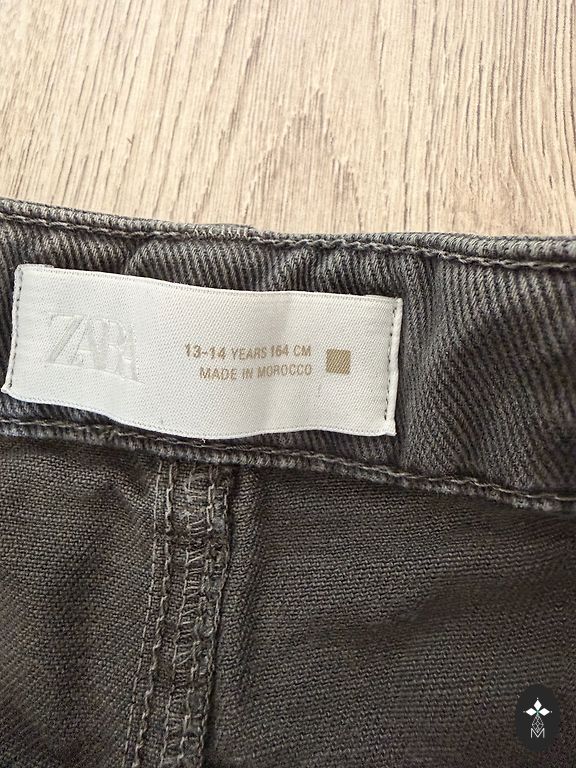 ZARA
13-14 YEARS 164 CM
MADE IN MOROCCO